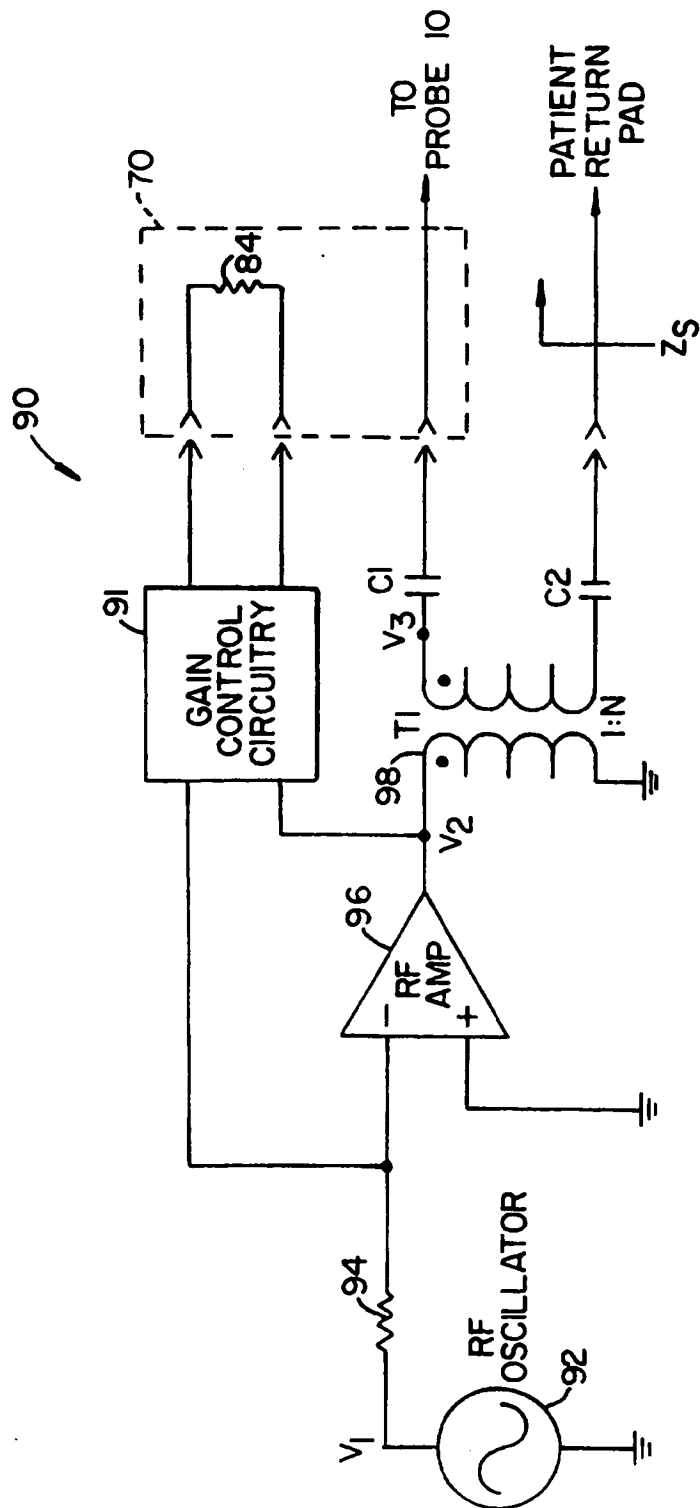 90
70
84
91
GAIN
CONTROL
CIRCUITRY
TO
PROBE 10
C1
V3
98
T1
1:N
C2
PATIENT
RETURN
PAD
ZS
V2
96
RF
AMP
−
+
94
V1
RF
OSCILLATOR
92